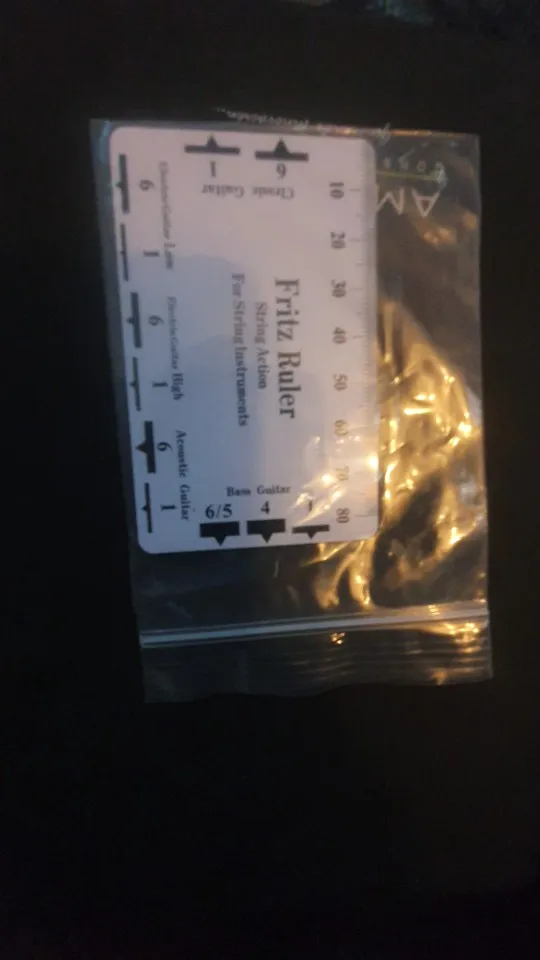 Fritz Ruler
String Action
For String Instruments
10 20 30 40 50 60 70 80
6 1
Classic Guitar
6 1
Electric Guitar Low
6 1
Electric Guitar High
6 1
Acoustic Guitar
Bass Guitar
6/5 4 1
AM